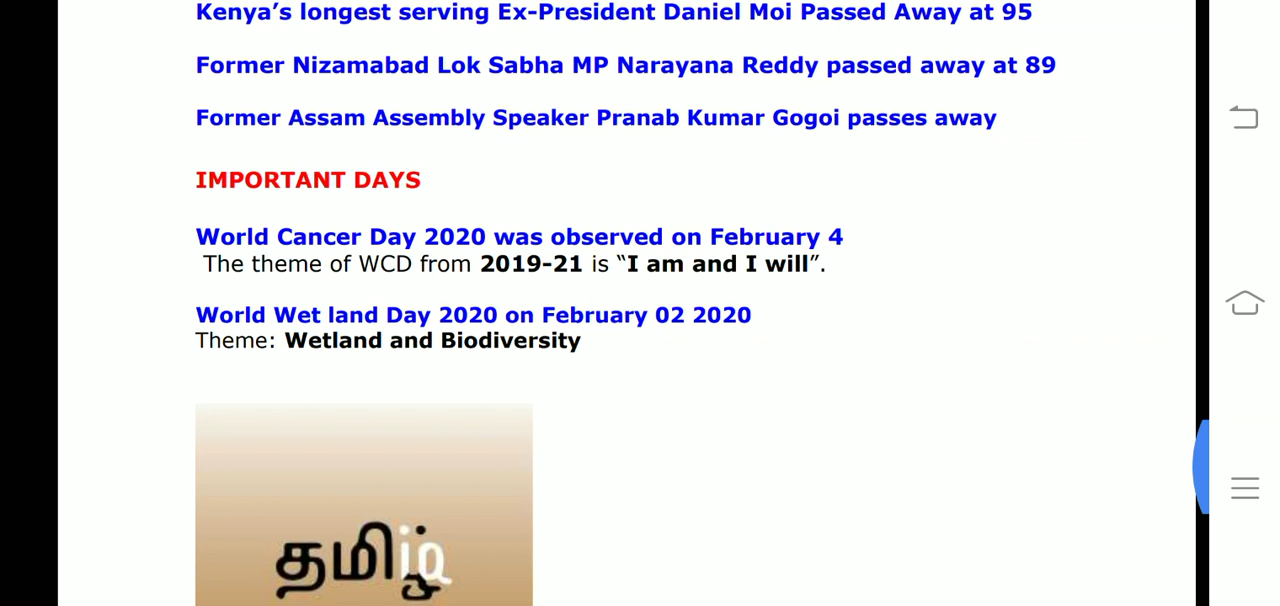 Kenya’s longest serving Ex-President Daniel Moi Passed Away at 95
Former Nizamabad Lok Sabha MP Narayana Reddy passed away at 89
Former Assam Assembly Speaker Pranab Kumar Gogoi passes away
IMPORTANT DAYS
World Cancer Day 2020 was observed on February 4
The theme of WCD from 2019-21 is “I am and I will”.
World Wet land Day 2020 on February 02 2020
Theme: Wetland and Biodiversity
தமிழ்